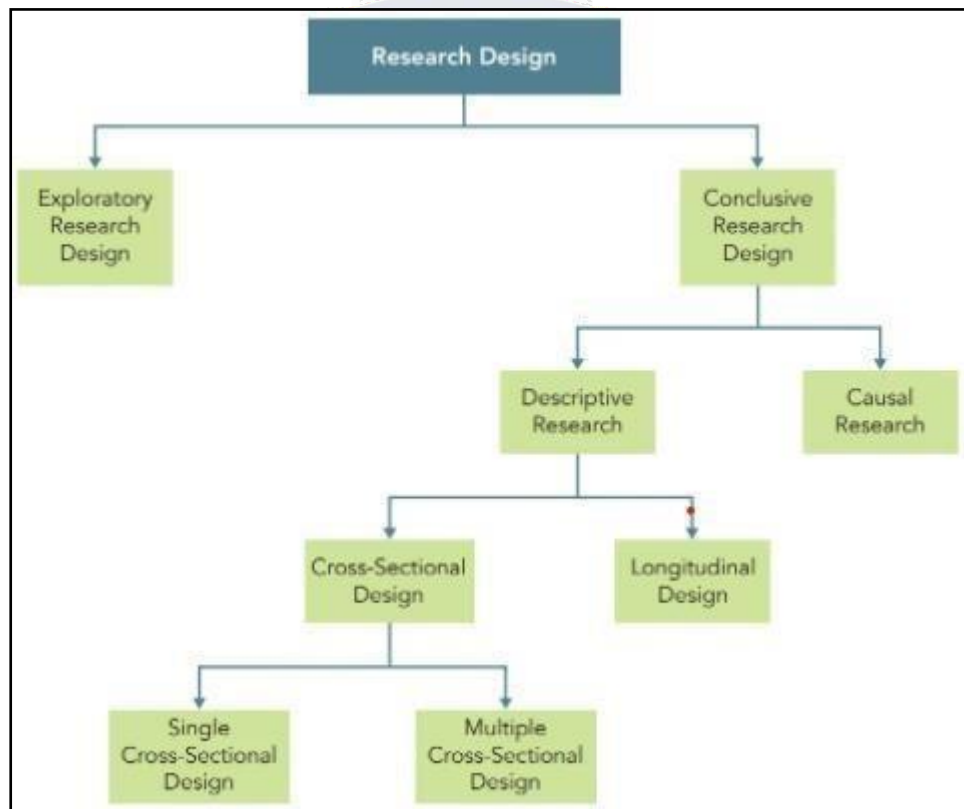 Research Design
Exploratory
Research
Design
Conclusive
Research
Design
Descriptive
Research
Causal
Research
Cross-Sectional
Design
Longitudinal
Design
Single
Cross-Sectional
Design
Multiple
Cross-Sectional
Design